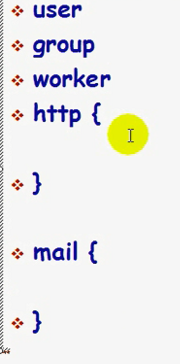 user
group
worker
http {
}
mail {
}